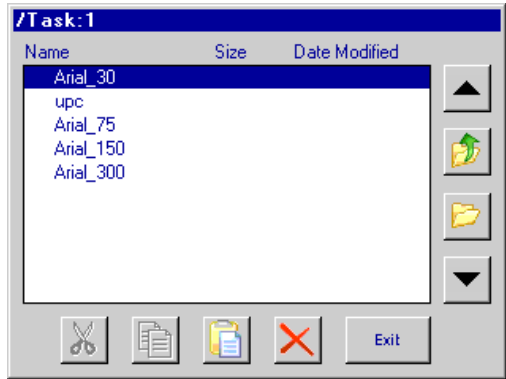 /Task:1
Name Size Date Modified
Arial_30
upc
Arial_75
Arial_150
Arial_300
Exit